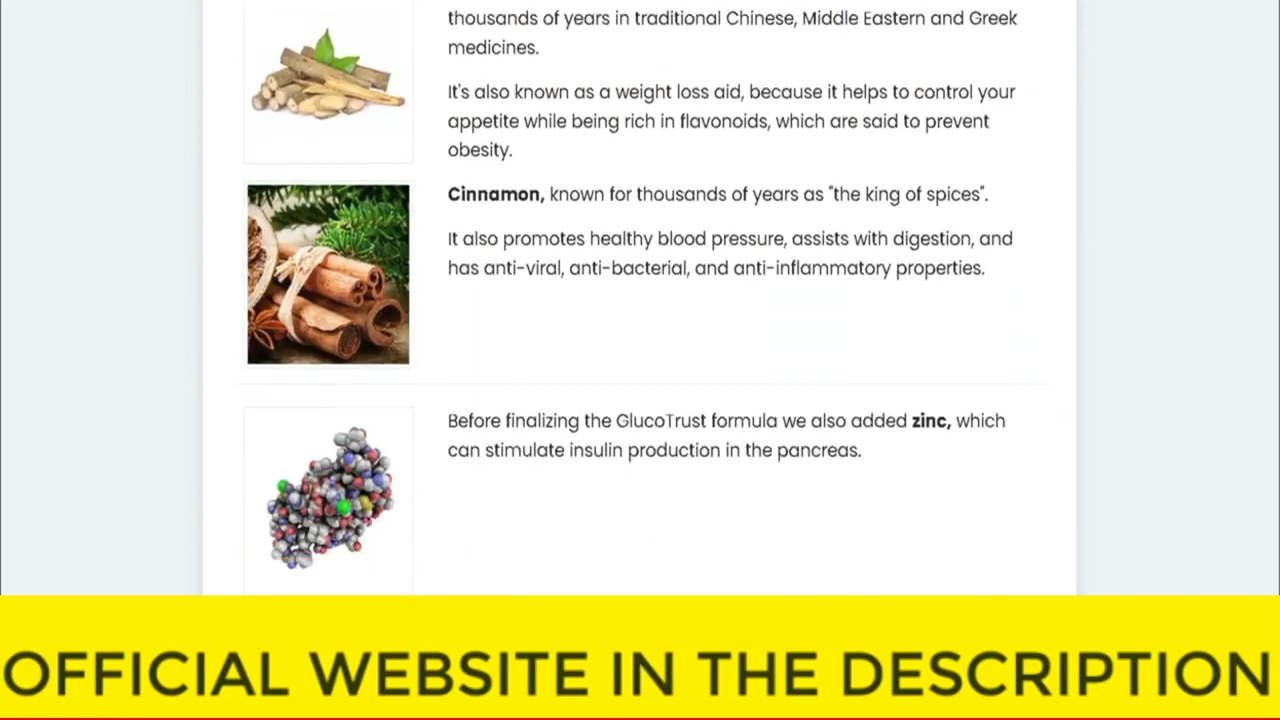 thousands of years in traditional Chinese, Middle Eastern and Greek
medicines.
It's also known as a weight loss aid, because it helps to control your
appetite while being rich in flavonoids, which are said to prevent
obesity.
Cinnamon, known for thousands of years as "the king of spices".
It also promotes healthy blood pressure, assists with digestion, and
has anti-viral, anti-bacterial, and anti-inflammatory properties.
Before finalizing the GlucoTrust formula we also added zinc, which
can stimulate insulin production in the pancreas.
OFFICIAL WEBSITE IN THE DESCRIPTION